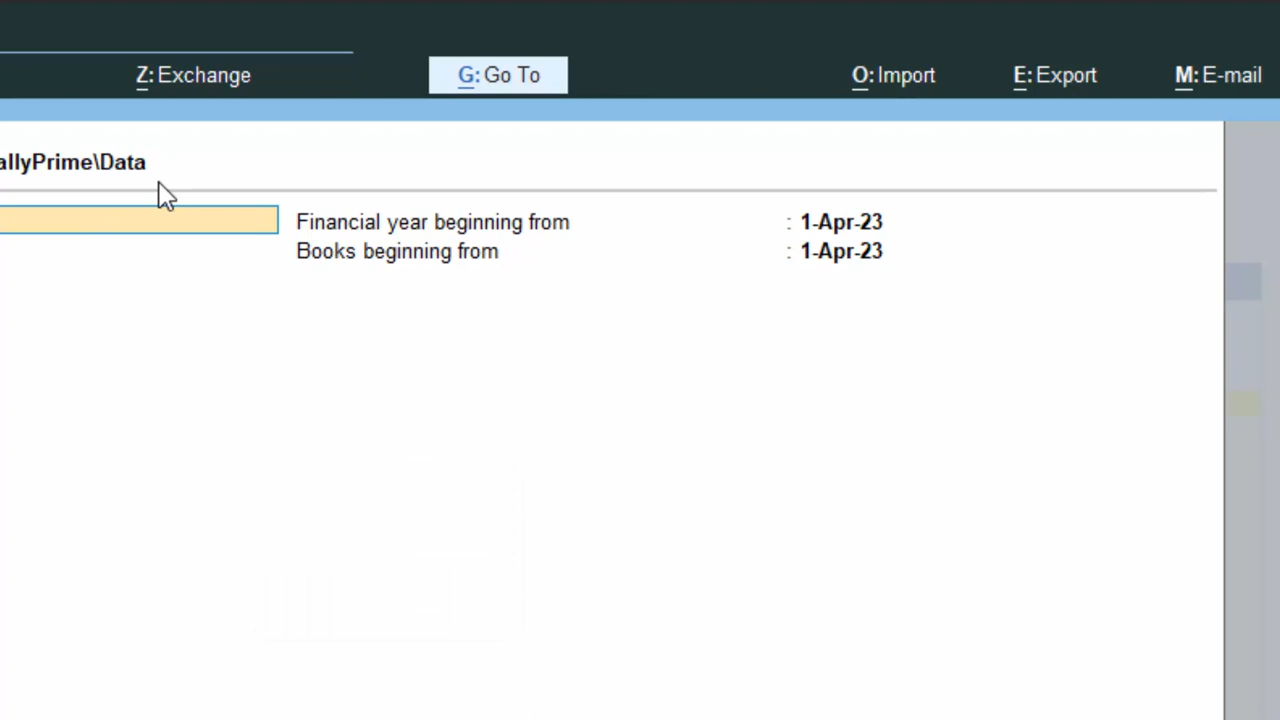 Z: Exchange G: Go To O: Import E: Export M: E-mail
allyPrime\Data
Financial year beginning from : 1-Apr-23
Books beginning from : 1-Apr-23